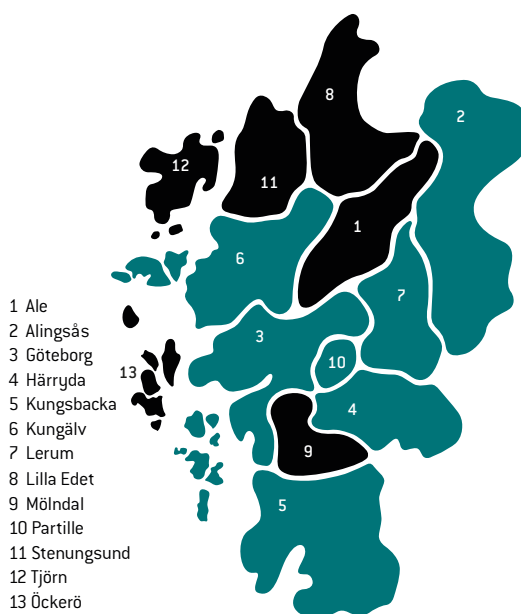 8
2
12
11
1
6
7
3
13
10
4
9
5
1 Ale
2 Alingsås
3 Göteborg
4 Härryda
5 Kungsbacka
6 Kungälv
7 Lerum
8 Lilla Edet
9 Mölndal
10 Partille
11 Stenungsund
12 Tjörn
13 Öckerö